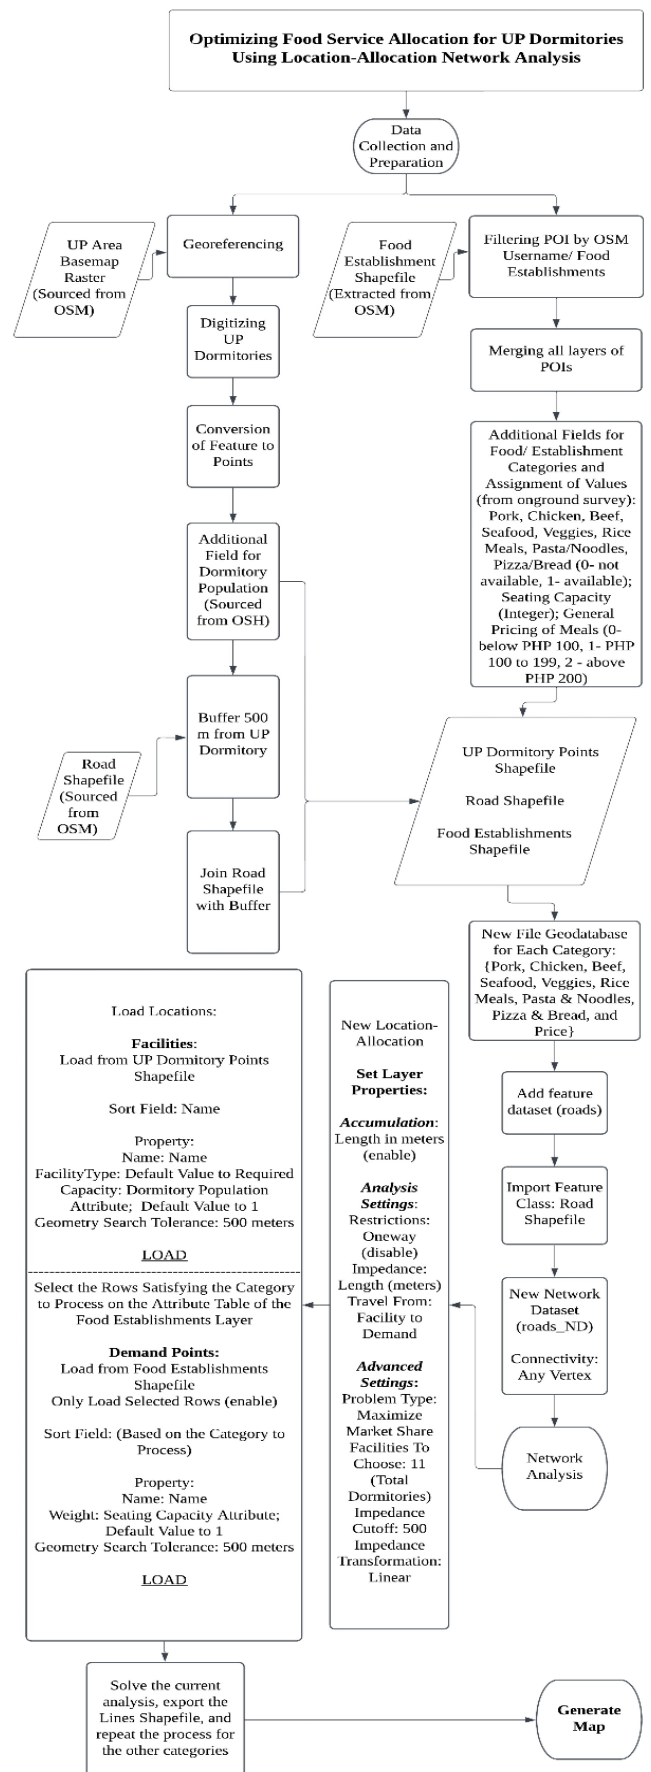 Optimizing Food Service Allocation for UP Dormitories
Using Location-Allocation Network Analysis
Data
Collection and
Preparation
UP Area
Basemap
Raster
(Sourced from
OSM)
Georeferencing
Food
Establishment
Shapefile
(Extracted from
OSM)
Filtering POI by OSM
Username/ Food
Establishments
Digitizing
UP
Dormitories
Merging all layers of
POIs
Conversion
of Feature to
Points
Additional Fields for
Food/ Establishment
Categories and
Assignment of Values
(from onground survey):
Pork, Chicken, Beef,
Seafood, Veggies, Rice
Meals, Pasta/Noodles,
Pizza/Bread (0- not
available, 1- available);
Seating Capacity
(Integer); General
Pricing of Meals (0-
below PHP 100, 1- PHP
100 to 199, 2 - above
PHP 200)
Additional
Field for
Dormitory
Population
(Sourced
from OSH)
Buffer 500
m from UP
Dormitory
Road
Shapefile
(Sourced
from
OSM)
UP Dormitory Points
Shapefile
Road Shapefile
Food Establishments
Shapefile
Join Road
Shapefile
with Buffer
New File Geodatabase
for Each Category:
{Pork, Chicken, Beef,
Seafood, Veggies, Rice
Meals, Pasta & Noodles,
Pizza & Bread, and
Price}
Add feature
dataset (roads)
Import Feature
Class: Road
Shapefile
New Network
Dataset
(roads_ND)
Connectivity:
Any Vertex
Network
Analysis
New Location-
Allocation
Set Layer
Properties:
Accumulation:
Length in meters
(enable)
Analysis
Settings:
Restrictions:
Oneway
(disable)
Impedance:
Length (meters)
Travel From:
Facility to
Demand
Advanced
Settings:
Problem Type:
Maximize
Market Share
Facilities To
Choose: 11
(Total
Dormitories)
Impedance
Cutoff: 500
Impedance
Transformation:
Linear
Load Locations:
Facilities:
Load from UP Dormitory Points
Shapefile
Sort Field: Name
Property:
Name: Name
FacilityType: Default Value to Required
Capacity: Dormitory Population
Attribute; Default Value to 1
Geometry Search Tolerance: 500 meters
LOAD
Select the Rows Satisfying the Category
to Process on the Attribute Table of the
Food Establishments Layer
Demand Points:
Load from Food Establishments
Shapefile
Only Load Selected Rows (enable)
Sort Field: (Based on the Category to
Process)
Property:
Name: Name
Weight: Seating Capacity Attribute;
Default Value to 1
Geometry Search Tolerance: 500 meters
LOAD
Solve the current
analysis, export the
Lines Shapefile, and
repeat the process for
the other categories
Generate
Map